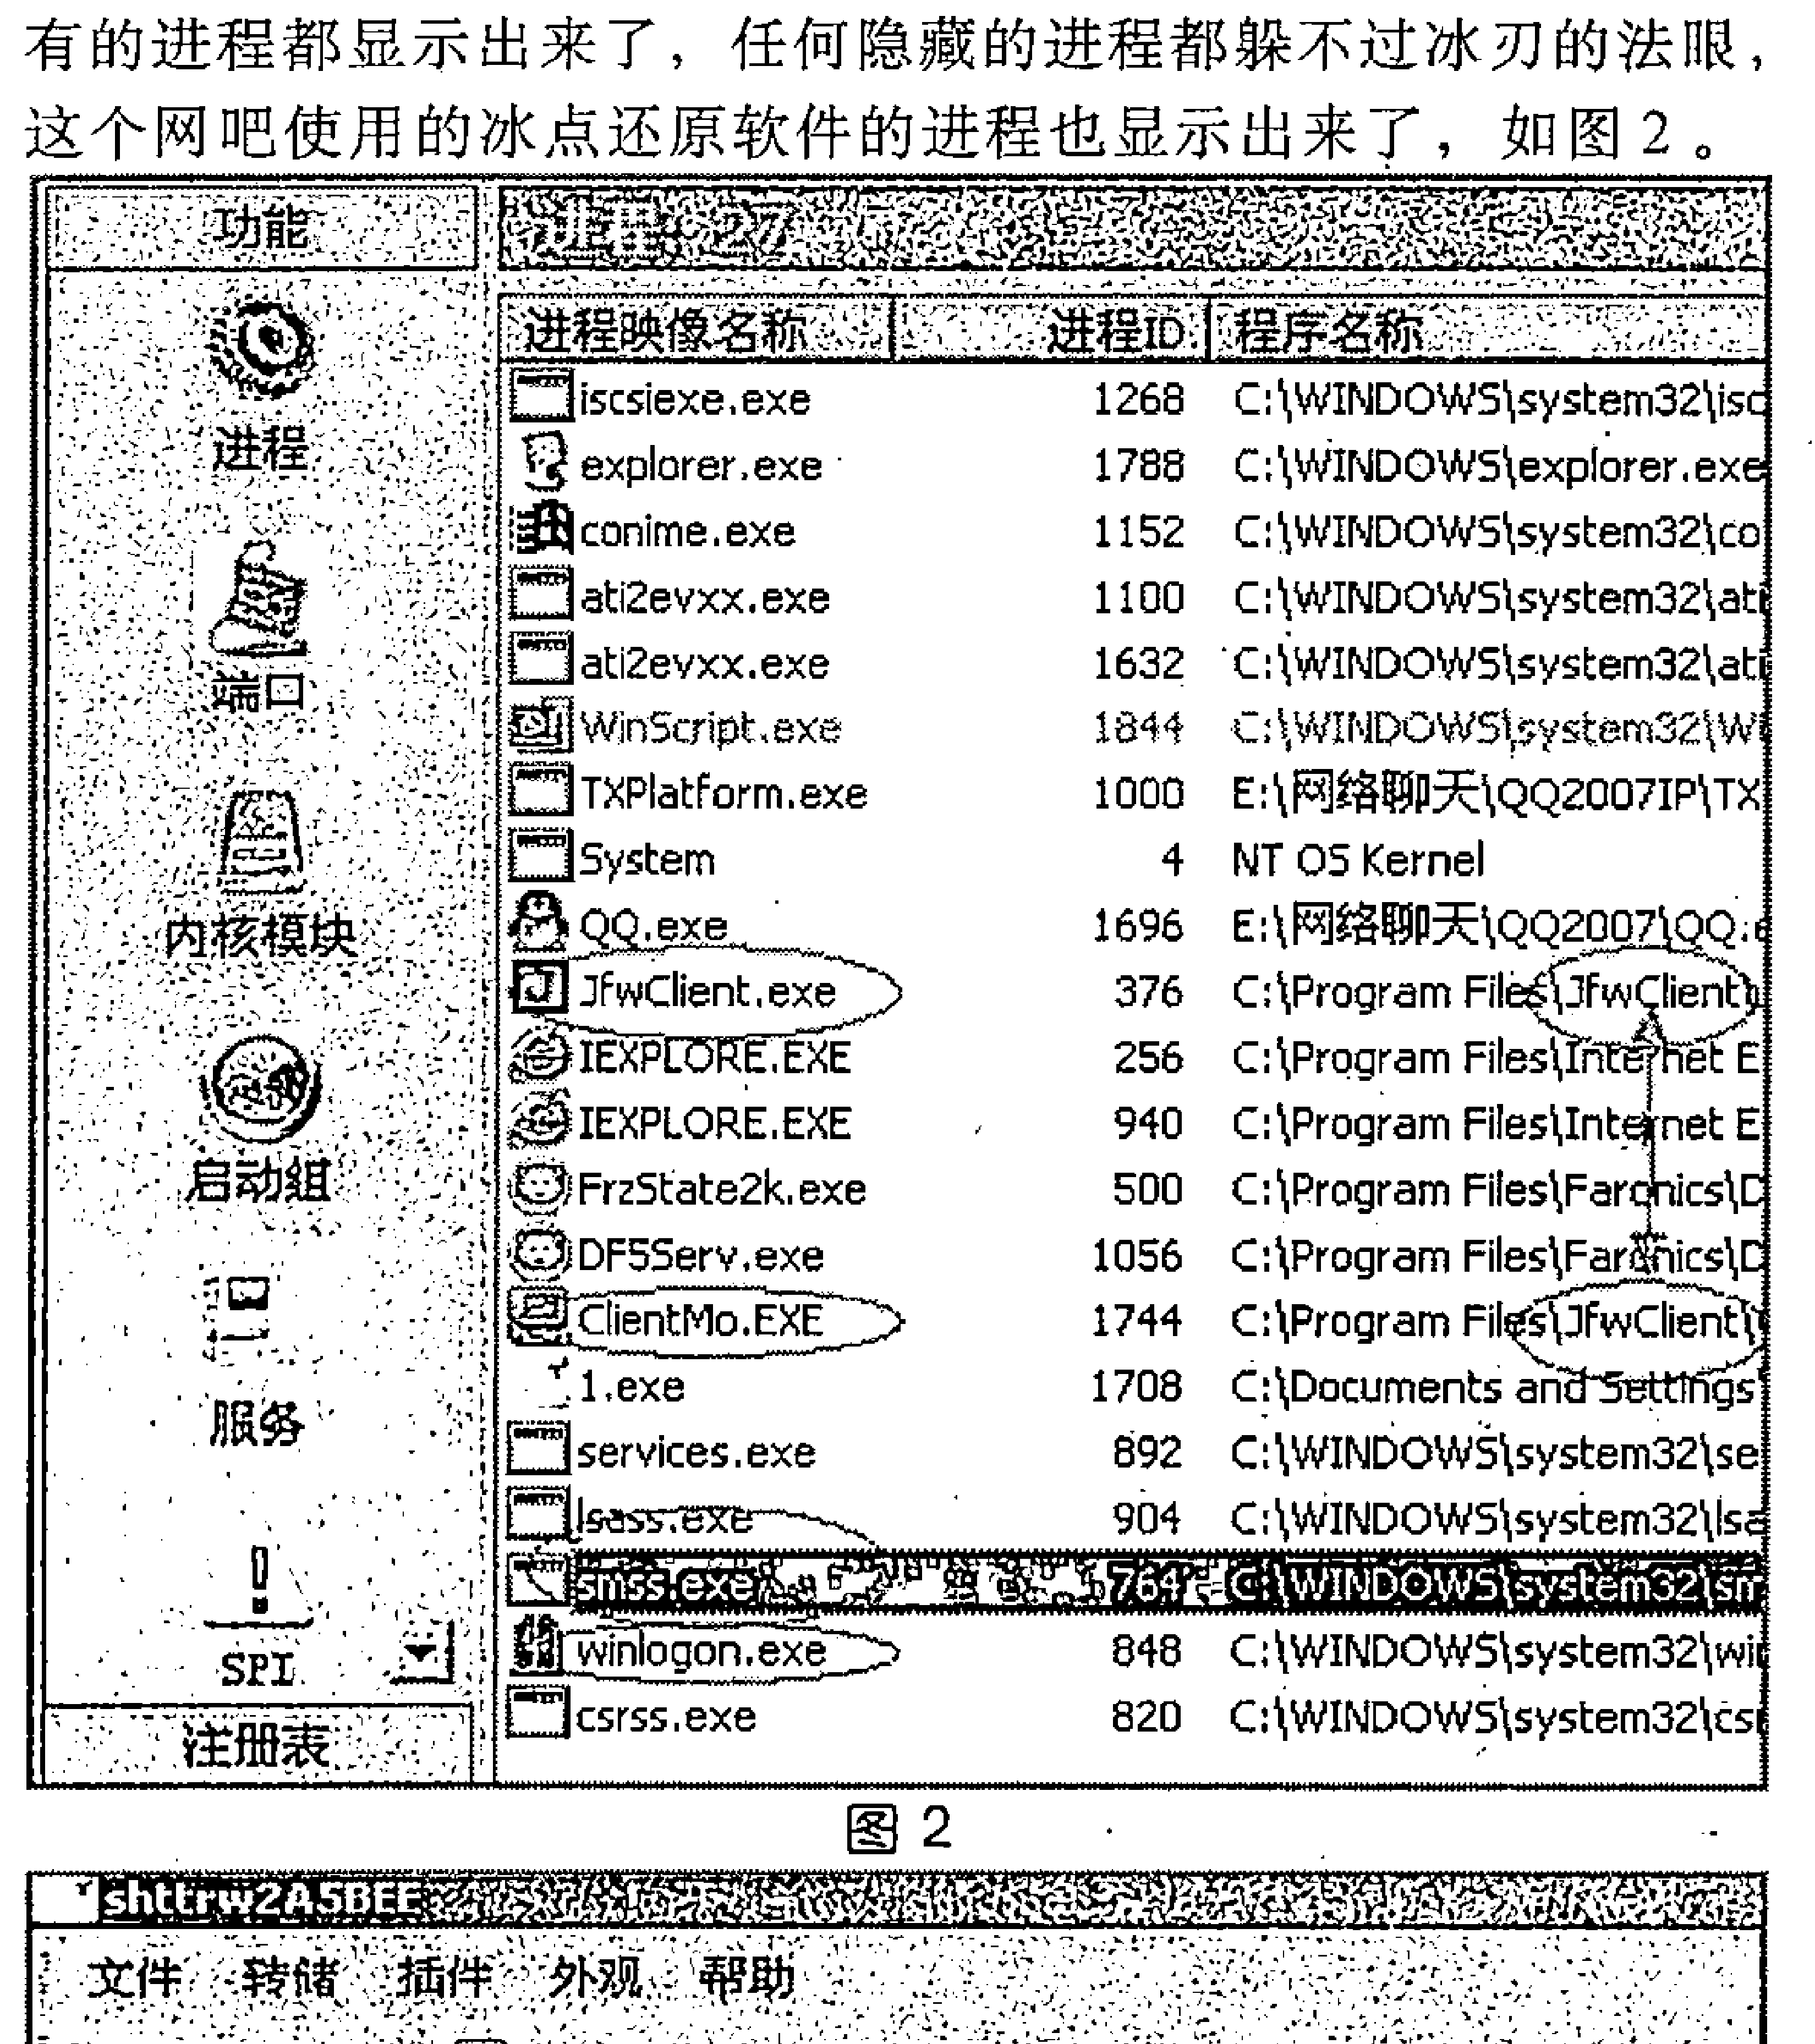 有的进程都显示出来了，任何隐藏的进程都躲不过冰刃的法眼，
这个网吧使用的冰点还原软件的进程也显示出来了，如图2。
功能
进程: 27
进程映像名称 进程ID 程序名称
iscsiexe.exe 1268 C:\WINDOWS\system32\isc
explorer.exe 1788 C:\WINDOWS\explorer.exe
conime.exe 1152 C:\WINDOWS\system32\co
ati2evxx.exe 1100 C:\WINDOWS\system32\ati
ati2evxx.exe 1632 C:\WINDOWS\system32\ati
WinScript.exe 1844 C:\WINDOWS\system32\Wi
TXPlatform.exe 1000 E:\网络聊天\QQ2007IP\TX
System 4 NT OS Kernel
QQ.exe 1696 E:\网络聊天\QQ2007\QQ.e
JfwClient.exe 376 C:\Program Files\JfwClient\
IEXPLORE.EXE 256 C:\Program Files\Internet E
IEXPLORE.EXE 940 C:\Program Files\Internet E
FrzState2k.exe 500 C:\Program Files\Faronics\D
DF5Serv.exe 1056 C:\Program Files\Faronics\D
ClientMo.EXE 1744 C:\Program Files\JfwClient\
1.exe 1708 C:\Documents and Settings
services.exe 892 C:\WINDOWS\system32\se
lsass.exe 904 C:\WINDOWS\system32\lsa
smss.exe 764 C:\WINDOWS\system32\sm
winlogon.exe 848 C:\WINDOWS\system32\win
csrss.exe 820 C:\WINDOWS\system32\csr
进程
端口
内核模块
启动组
服务
SPI
注册表
图 2
shttrw2A5BEE
文件 转储 插件 外观 帮助